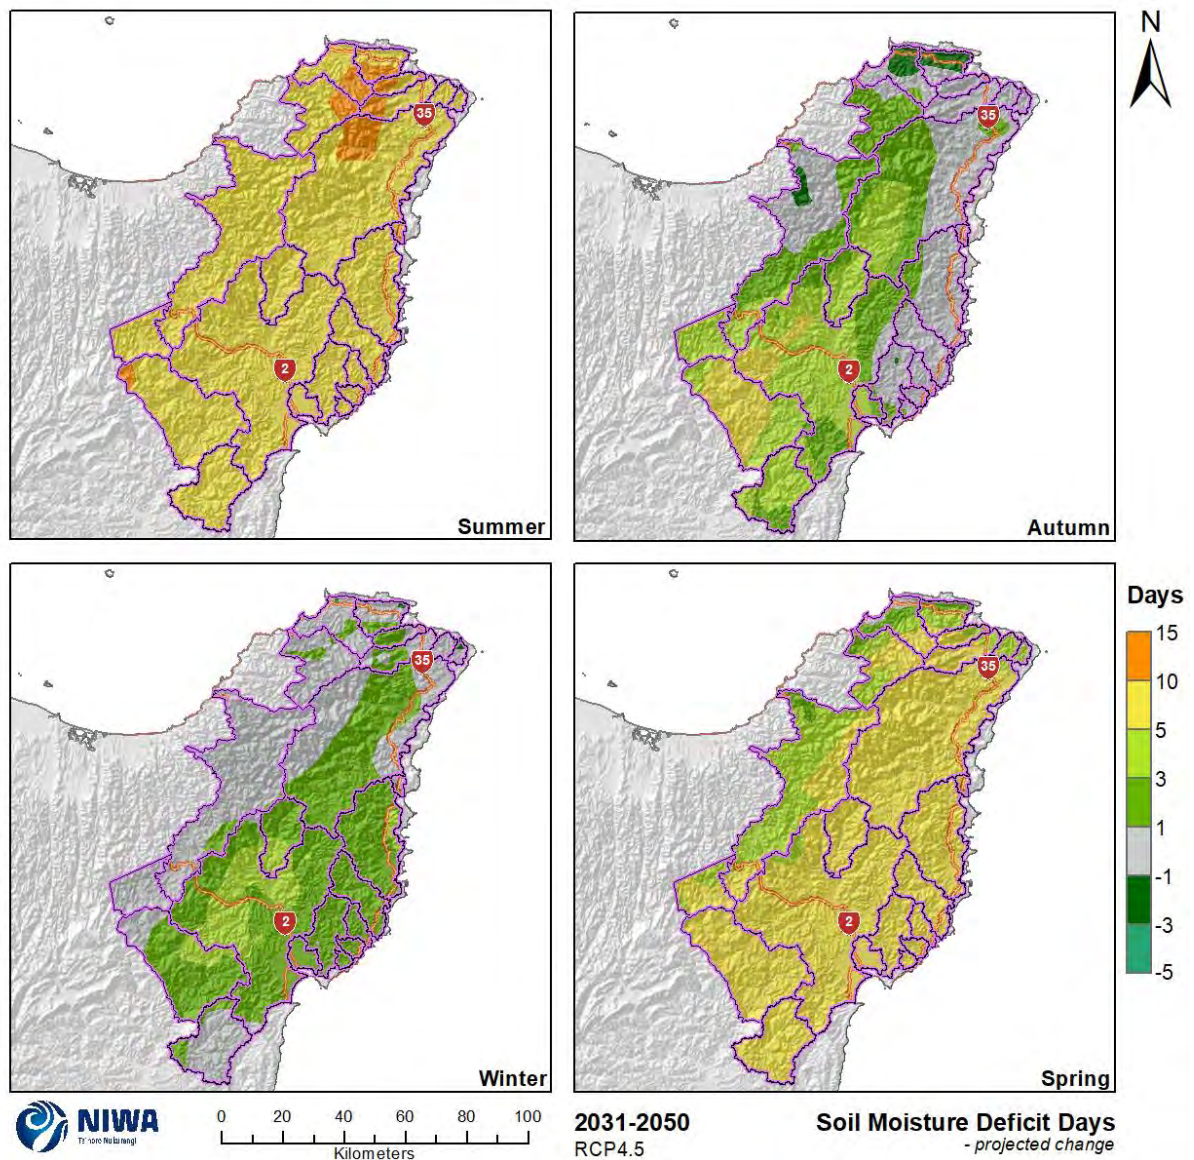 N
35
2
Summer
35
2
Autumn
35
2
Winter
35
2
Spring
Days
15
10
5
3
1
-1
-3
-5
NIWA
Taihoro Nukurangi
0 20 40 60 80 100
Kilometers
2031-2050
RCP4.5
Soil Moisture Deficit Days
- projected change